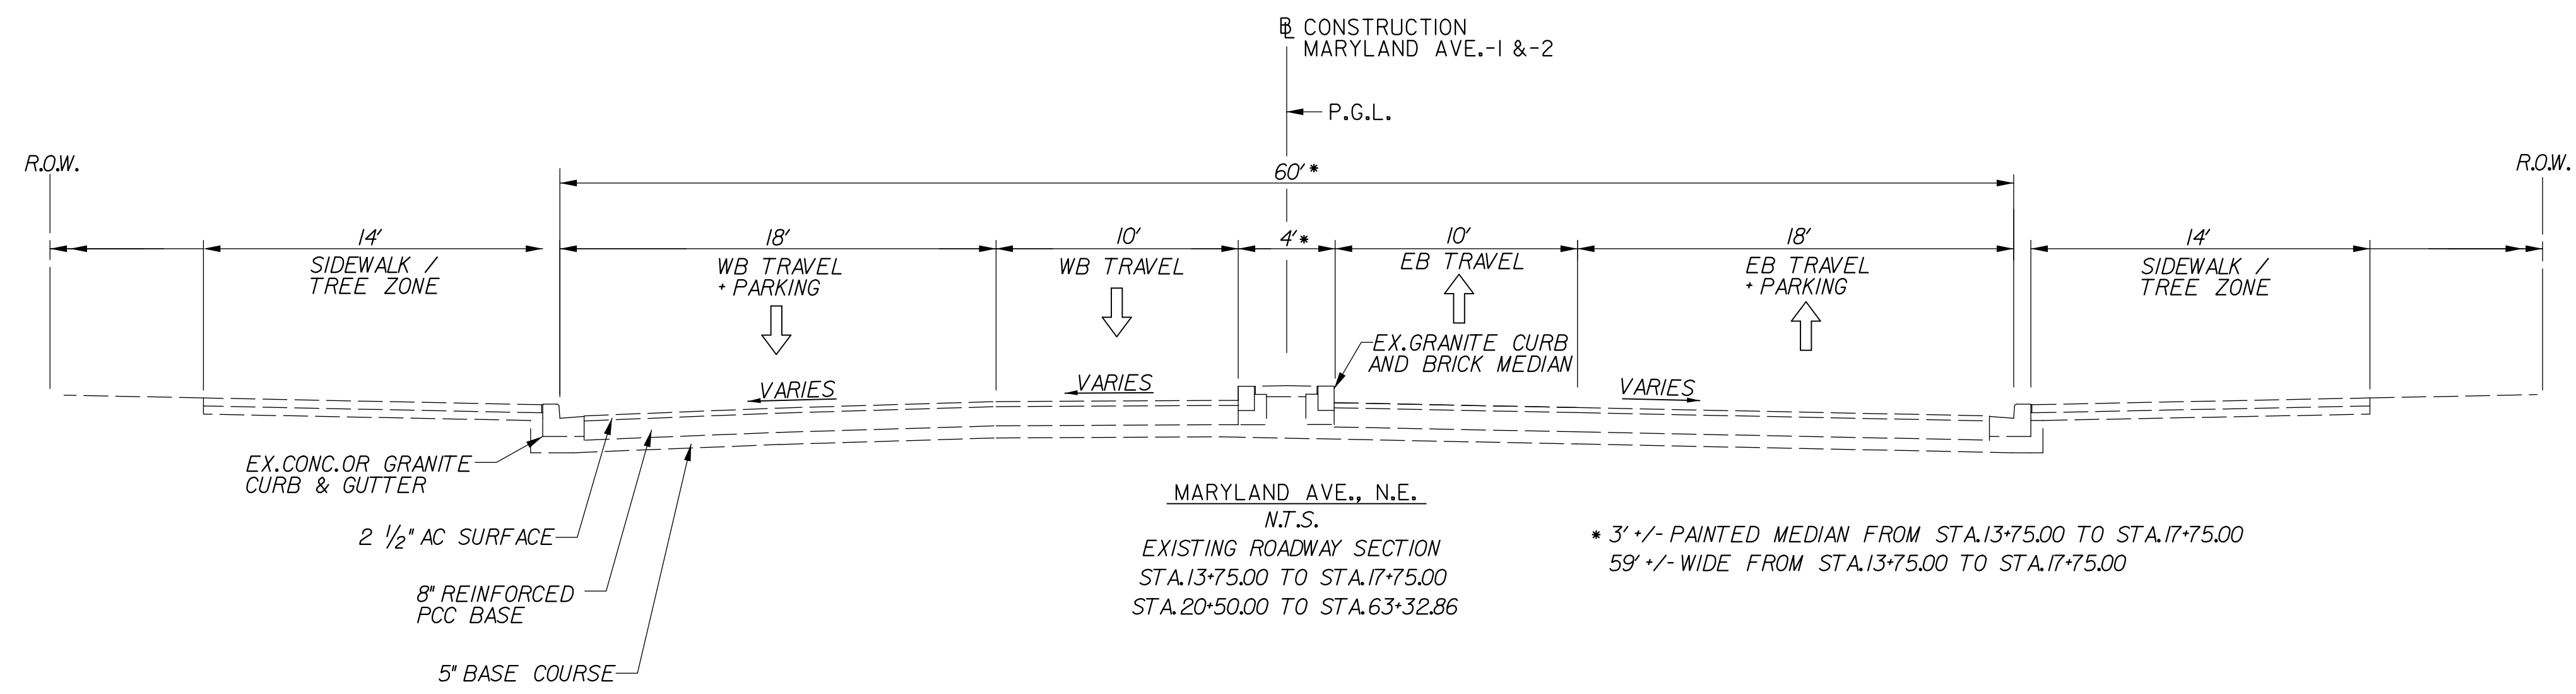 ℄ CONSTRUCTION
MARYLAND AVE.-1 &-2
P.G.L.
R.O.W.
60' *
R.O.W.
14'
SIDEWALK /
TREE ZONE
18'
WB TRAVEL
+ PARKING
10'
WB TRAVEL
4' *
10'
EB TRAVEL
18'
EB TRAVEL
+ PARKING
14'
SIDEWALK /
TREE ZONE
EX. GRANITE CURB
AND BRICK MEDIAN
VARIES
VARIES
VARIES
EX. CONC. OR GRANITE
CURB & GUTTER
2 1/2" AC SURFACE
8" REINFORCED
PCC BASE
5" BASE COURSE
MARYLAND AVE., N.E.
N.T.S.
EXISTING ROADWAY SECTION
STA. 13+75.00 TO STA. 17+75.00
STA. 20+50.00 TO STA. 63+32.86
* 3' +/- PAINTED MEDIAN FROM STA. 13+75.00 TO STA. 17+75.00
59' +/- WIDE FROM STA. 13+75.00 TO STA. 17+75.00